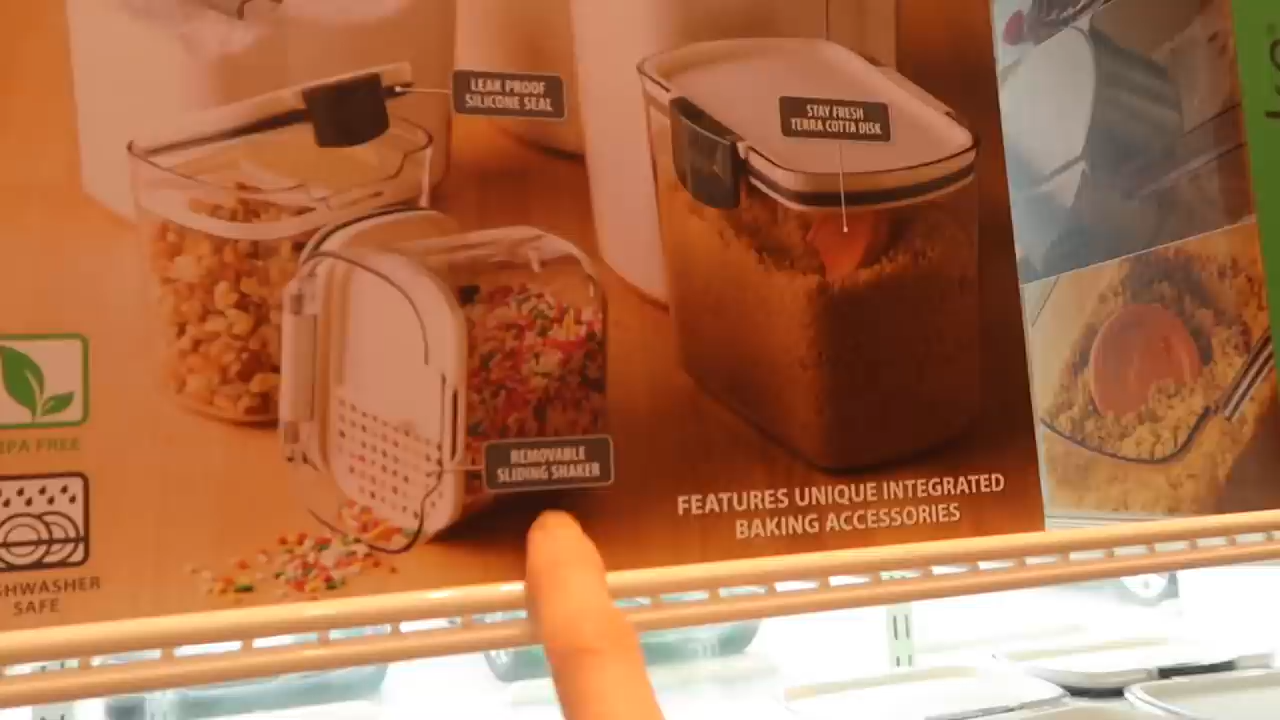 LEAK PROOF
SILICONE SEAL
STAY FRESH
TERRA COTTA DISK
REMOVABLE
SLIDING SHAKER
FEATURES UNIQUE INTEGRATED
BAKING ACCESSORIES
BPA FREE
SHWASHER
SAFE